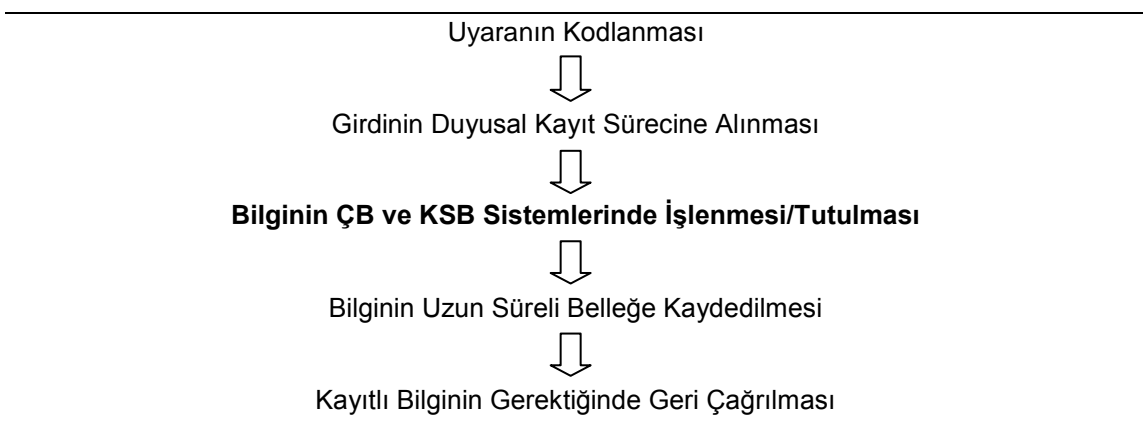 Uyaranın Kodlanması
Girdinin Duyusal Kayıt Sürecine Alınması
Bilginin ÇB ve KSB Sistemlerinde İşlenmesi/Tutulması
Bilginin Uzun Süreli Belleğe Kaydedilmesi
Kayıtlı Bilginin Gerektiğinde Geri Çağrılması